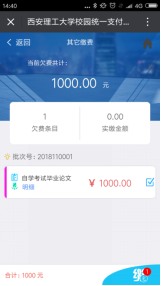 14:40
西安理工大学校园统一支付...
返回
其它缴费
当前欠费共计:
1000.00 元
1
欠费条目
0.00
实缴金额
批次号: 2018110001
自学考试毕业论文
明细
¥ 1000.00
合计: 1000 元
缴